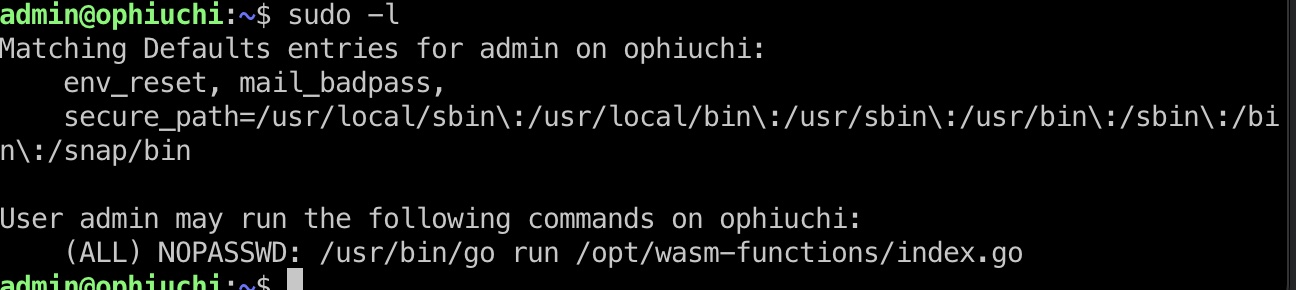 admin@ophiuchi:~$ sudo -l
Matching Defaults entries for admin on ophiuchi:
    env_reset, mail_badpass,
    secure_path=/usr/local/sbin\:/usr/local/bin\:/usr/sbin\:/usr/bin\:/sbin\:/bi
n\:/snap/bin

User admin may run the following commands on ophiuchi:
    (ALL) NOPASSWD: /usr/bin/go run /opt/wasm-functions/index.go
admin@ophiuchi:~$